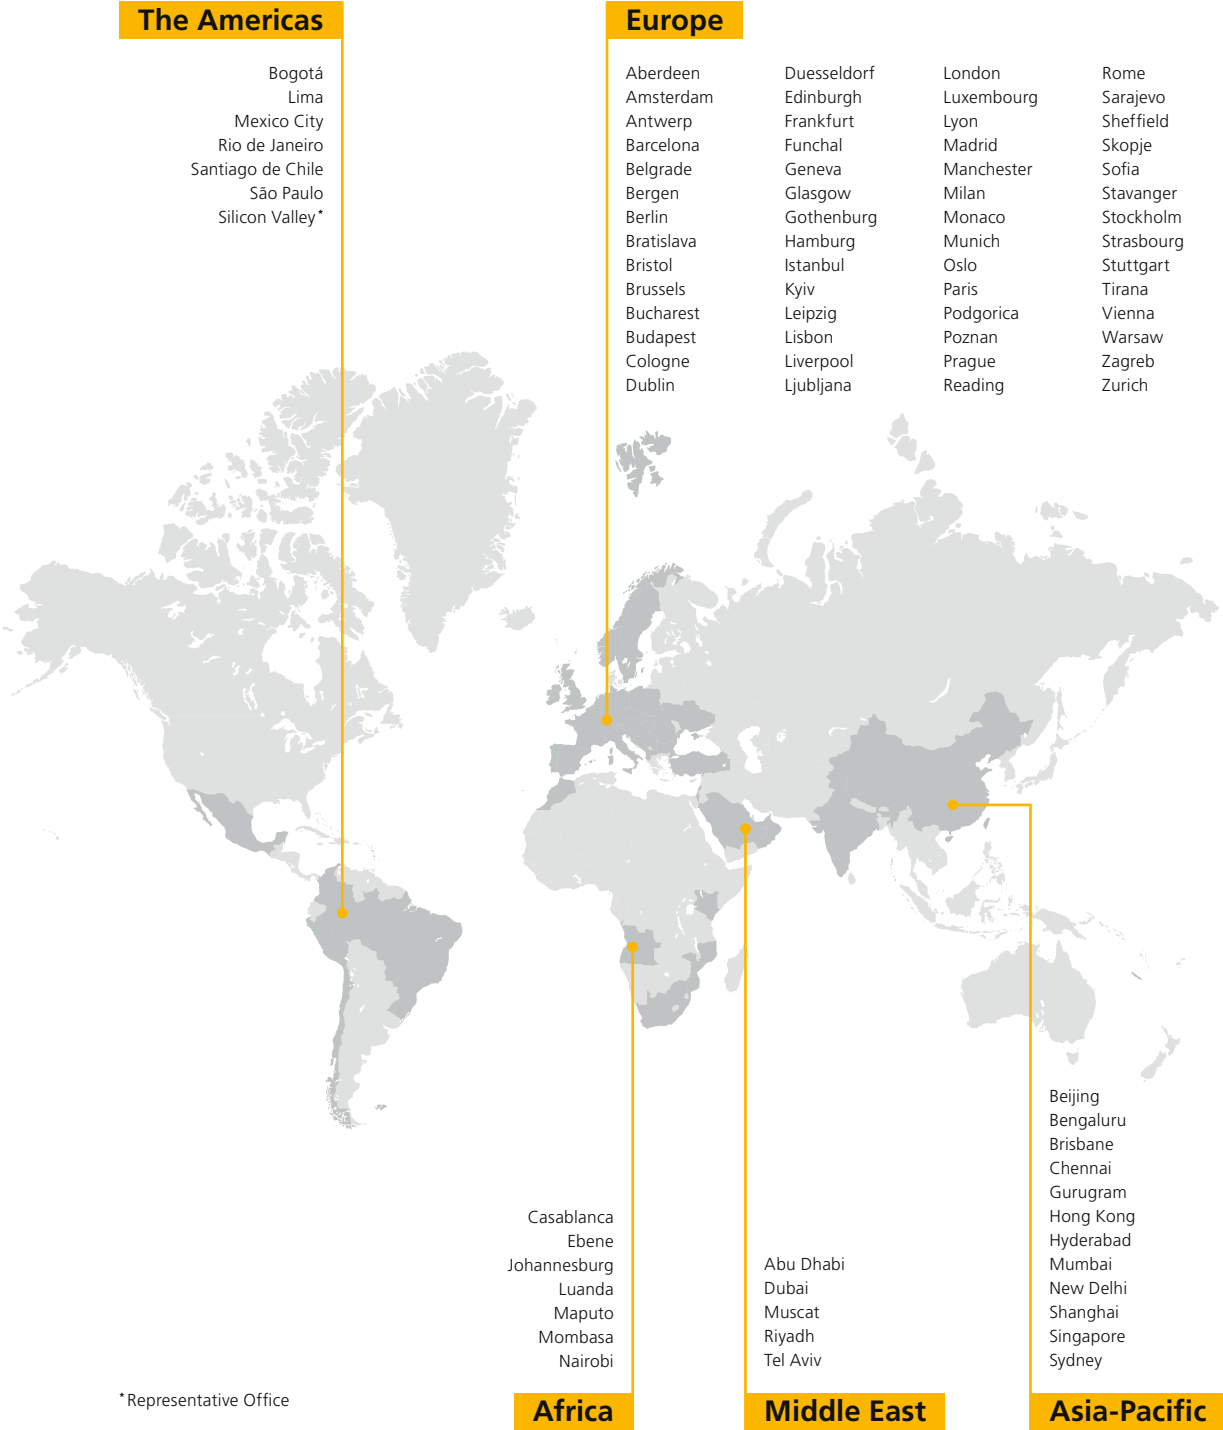 The Americas
Bogotá
Lima
Mexico City
Rio de Janeiro
Santiago de Chile
São Paulo
Silicon Valley*
Europe
Aberdeen
Amsterdam
Antwerp
Barcelona
Belgrade
Bergen
Berlin
Bratislava
Bristol
Brussels
Bucharest
Budapest
Cologne
Dublin
Duesseldorf
Edinburgh
Frankfurt
Funchal
Geneva
Glasgow
Gothenburg
Hamburg
Istanbul
Kyiv
Leipzig
Lisbon
Liverpool
Ljubljana
London
Luxembourg
Lyon
Madrid
Manchester
Milan
Monaco
Munich
Oslo
Paris
Podgorica
Poznan
Prague
Reading
Rome
Sarajevo
Sheffield
Skopje
Sofia
Stavanger
Stockholm
Strasbourg
Stuttgart
Tirana
Vienna
Warsaw
Zagreb
Zurich
Casablanca
Ebene
Johannesburg
Luanda
Maputo
Mombasa
Nairobi
Africa
Abu Dhabi
Dubai
Muscat
Riyadh
Tel Aviv
Middle East
Beijing
Bengaluru
Brisbane
Chennai
Gurugram
Hong Kong
Hyderabad
Mumbai
New Delhi
Shanghai
Singapore
Sydney
Asia-Pacific
*Representative Office